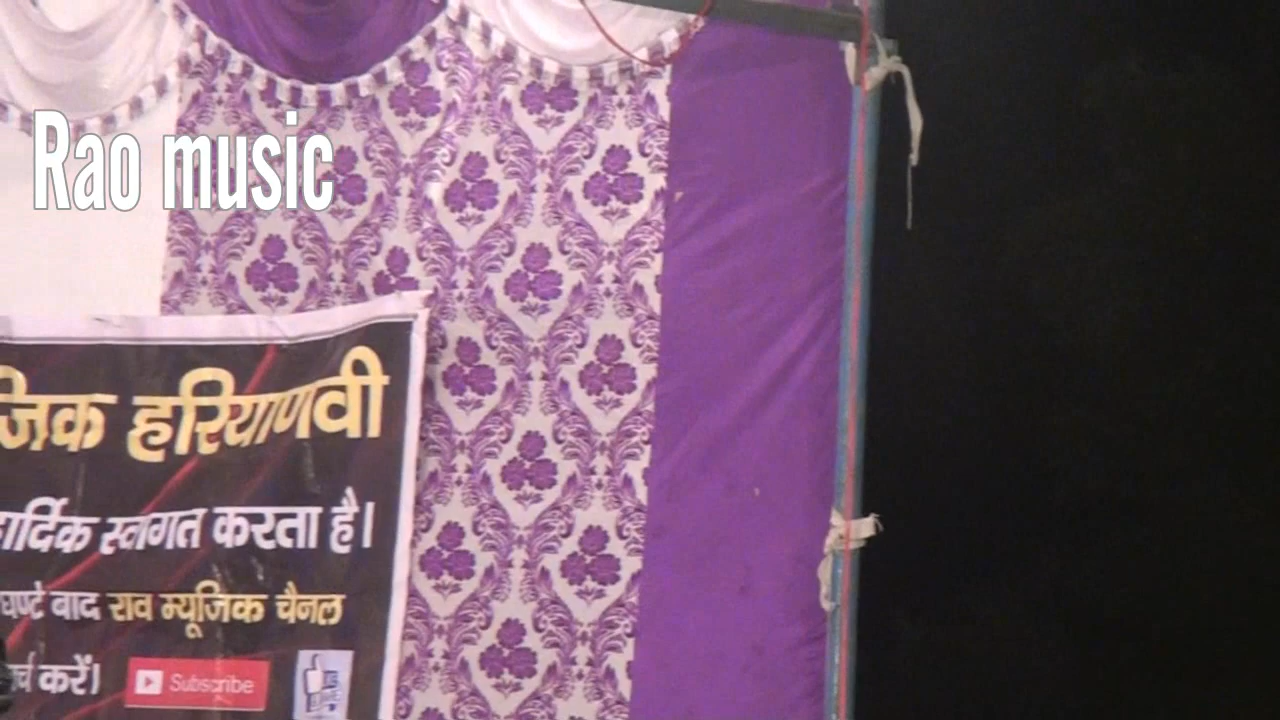 Rao music
जिक हरियाणवी
हार्दिक स्वागत करता है।
घण्टे बाद राव म्यूजिक चैनल
र्च करें।
Subscribe